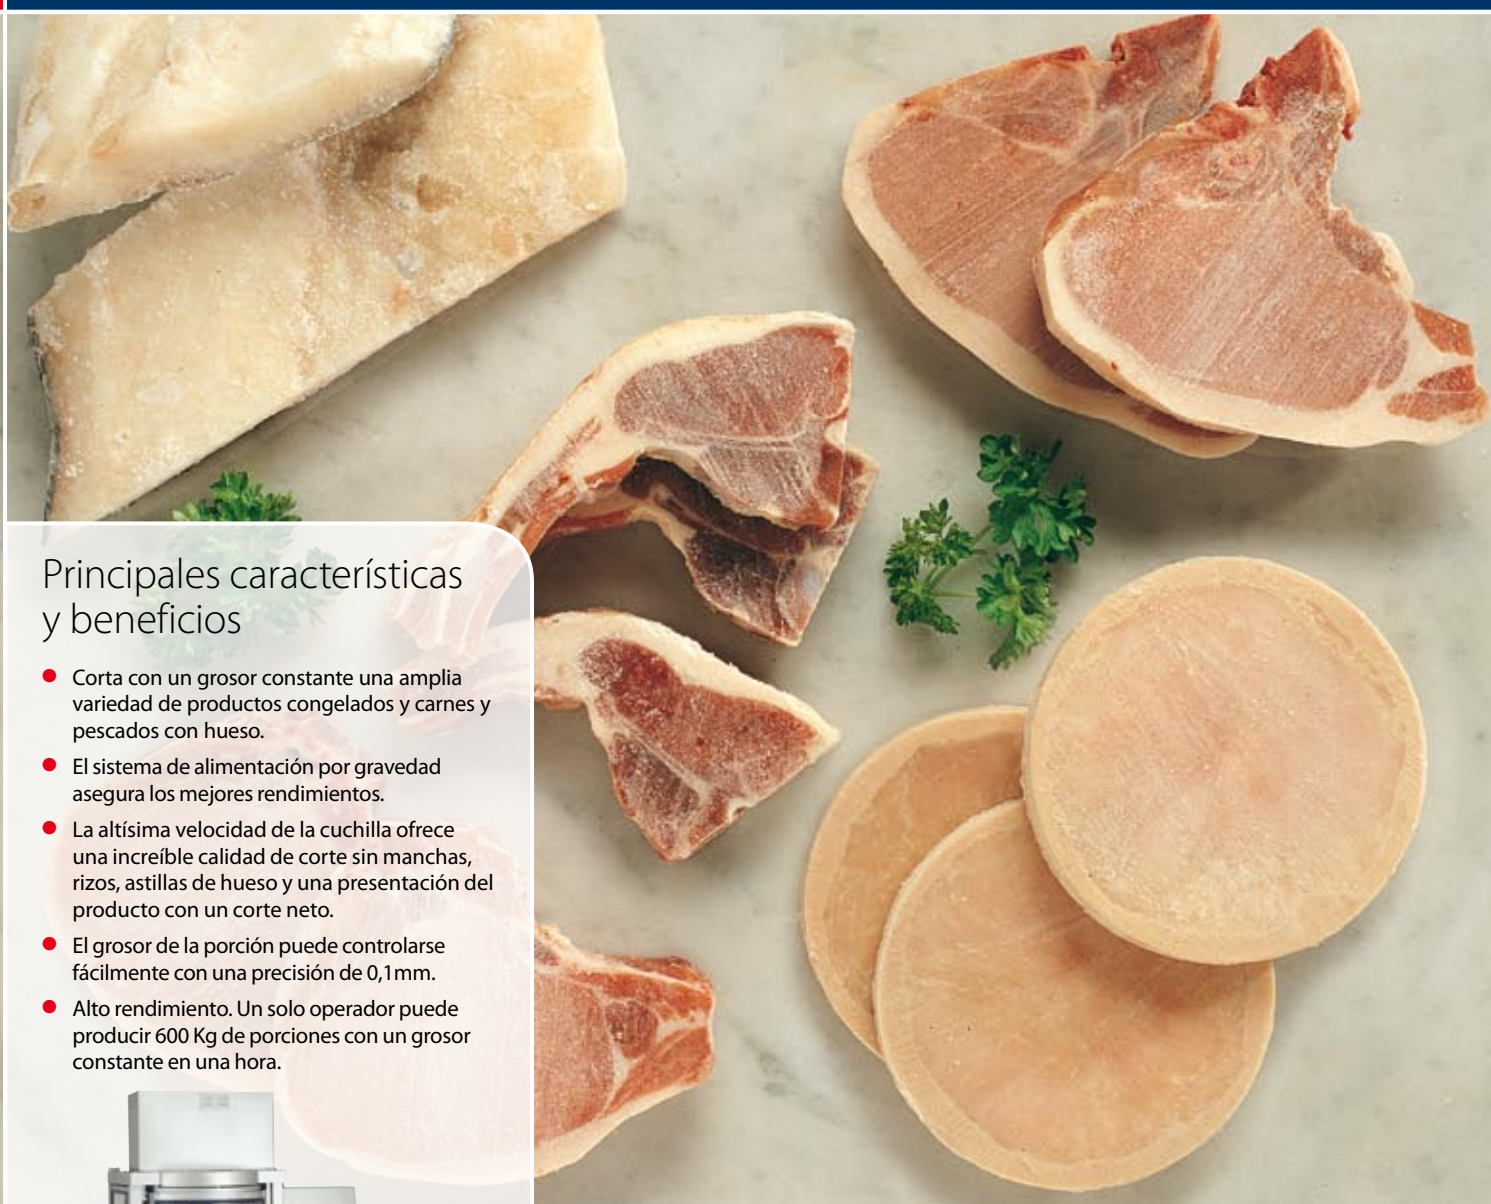 Principales características
y beneficios
Corta con un grosor constante una amplia
variedad de productos congelados y carnes y
pescados con hueso.
El sistema de alimentación por gravedad
asegura los mejores rendimientos.
La altísima velocidad de la cuchilla ofrece
una increíble calidad de corte sin manchas,
rizos, astillas de hueso y una presentación del
producto con un corte neto.
El grosor de la porción puede controlarse
fácilmente con una precisión de 0,1mm.
Alto rendimiento. Un solo operador puede
producir 600 Kg de porciones con un grosor
constante en una hora.